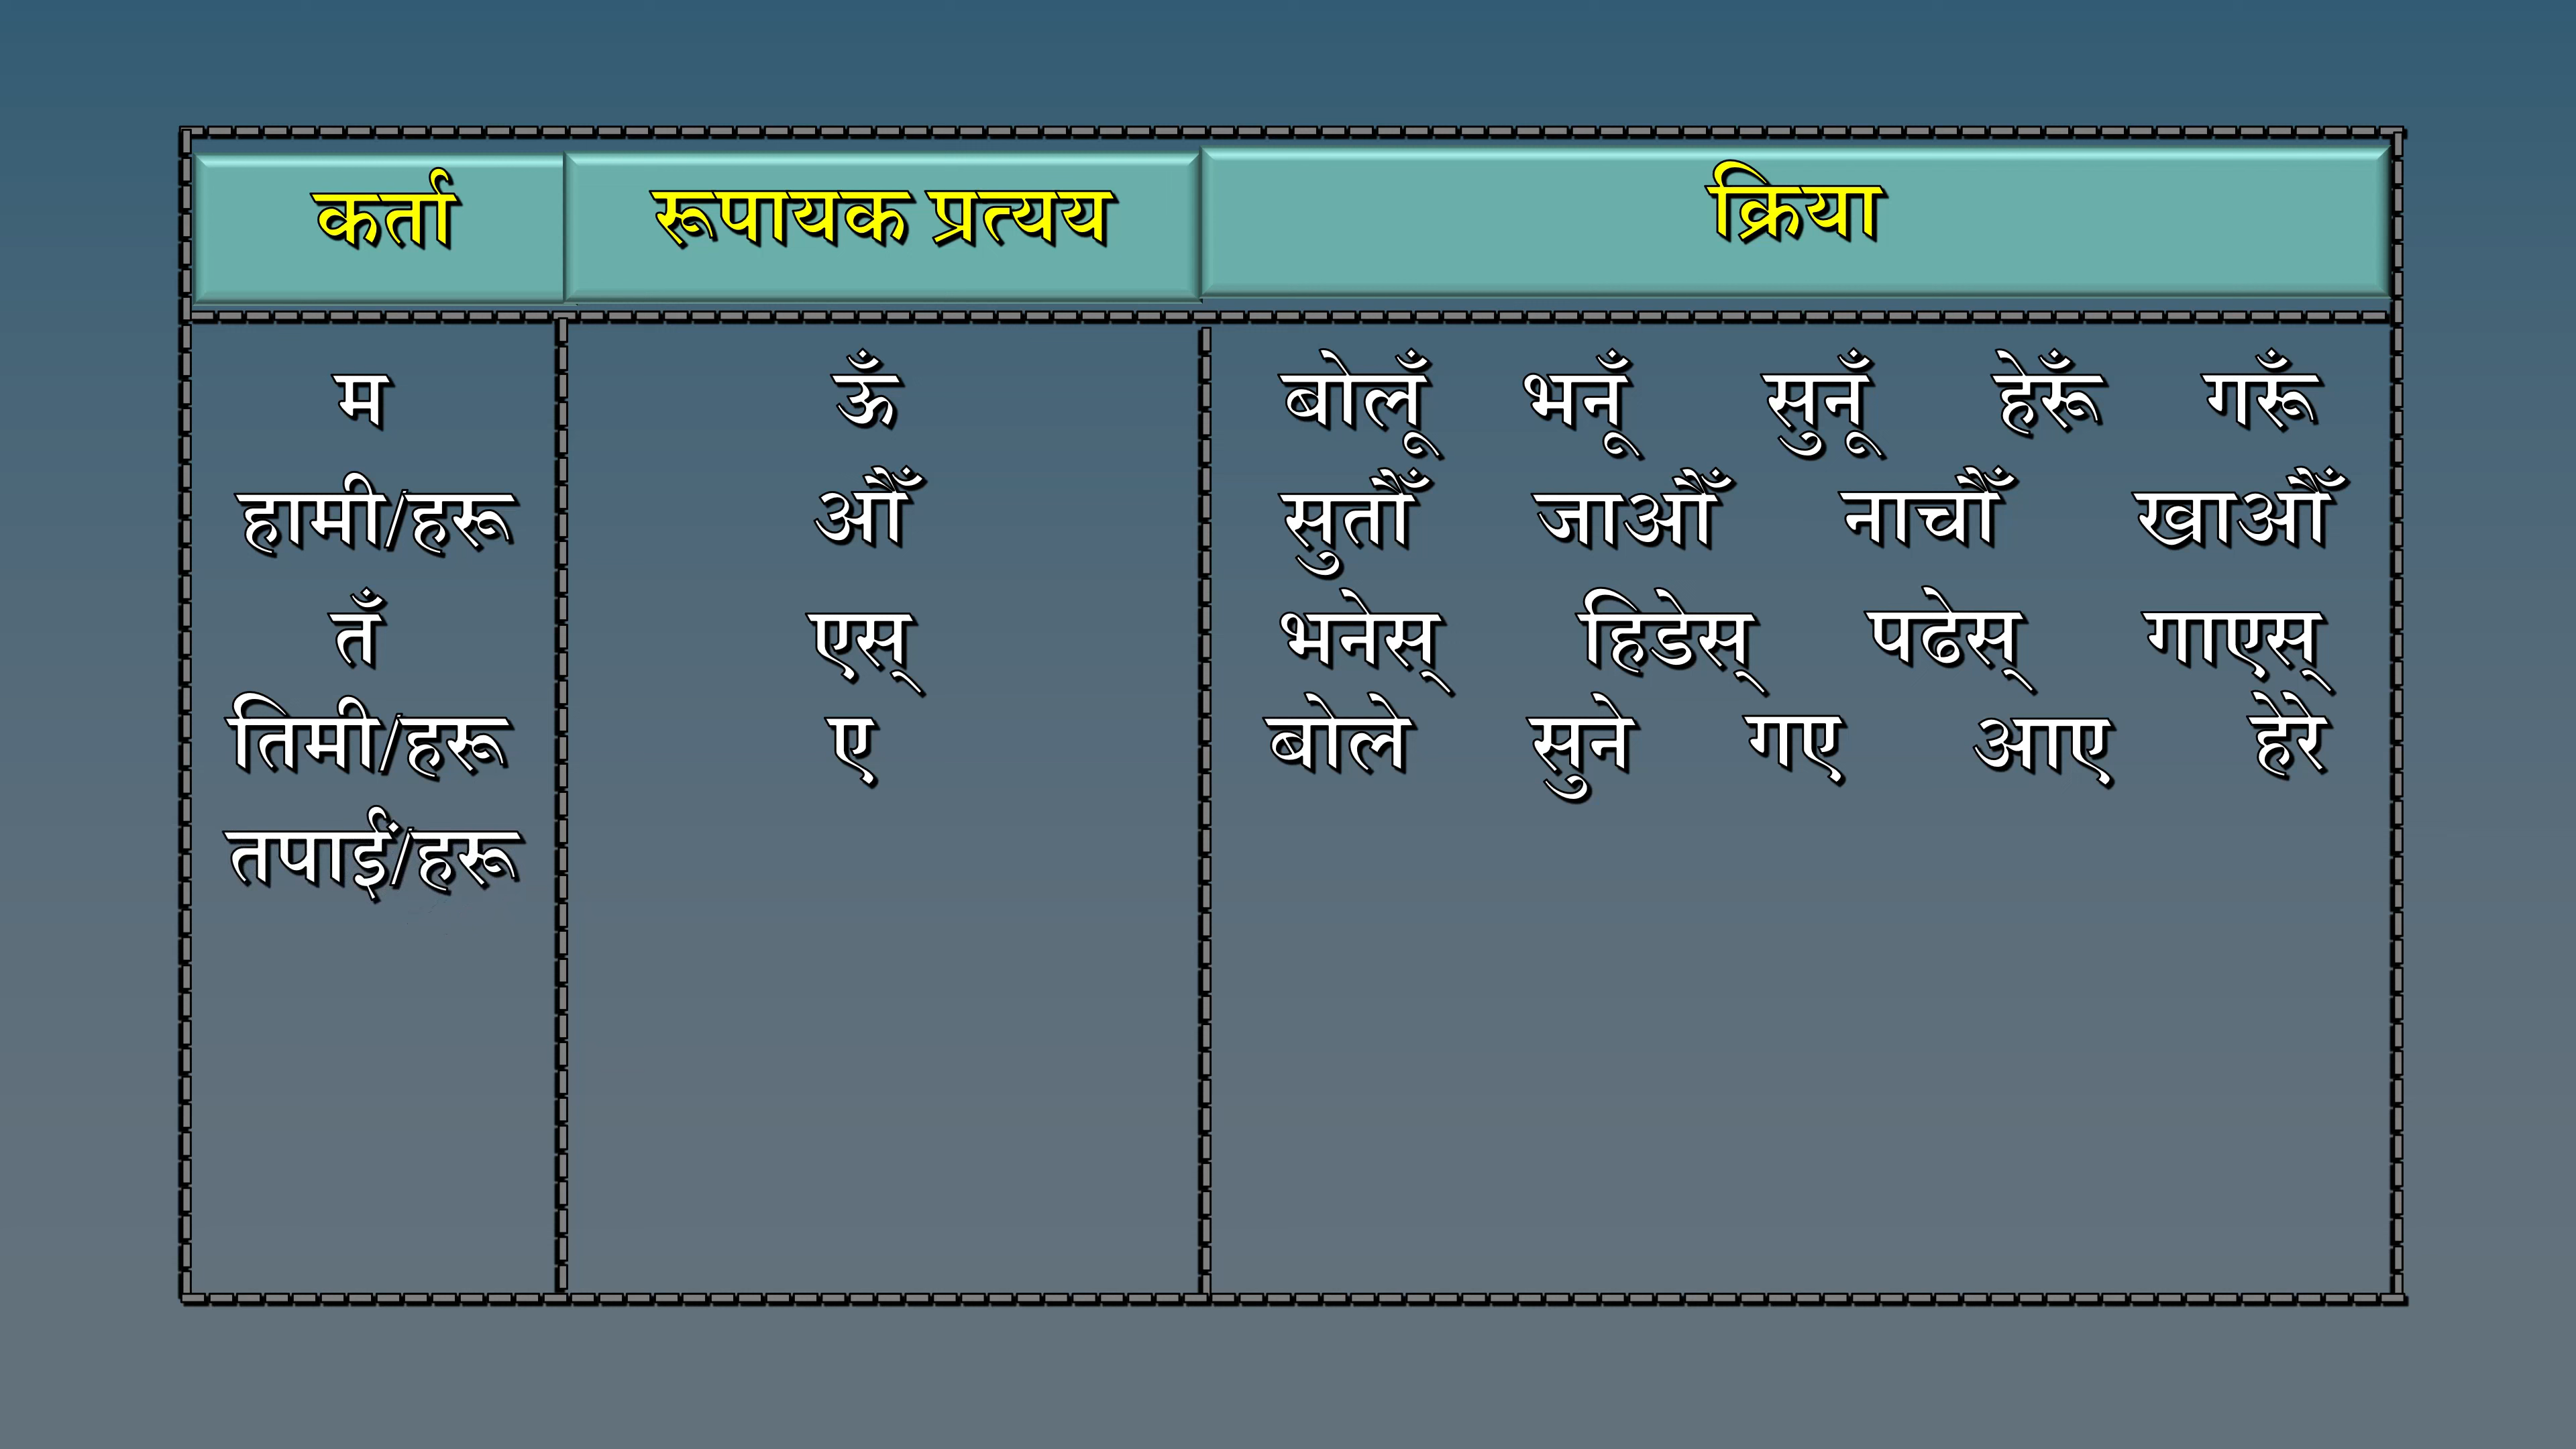 कर्ता रूपायक प्रत्यय क्रिया
म ऊँ बोलूँ भनूँ सुनूँ हेरूँ गरूँ
हामी/हरू औँ सुतौँ जाऔँ नाचौँ खाऔँ
तँ एस् भनेस् हिडेस् पढेस् गाएस्
तिमी/हरू ए बोले सुने गए आए हेरे
तपाईं/हरू